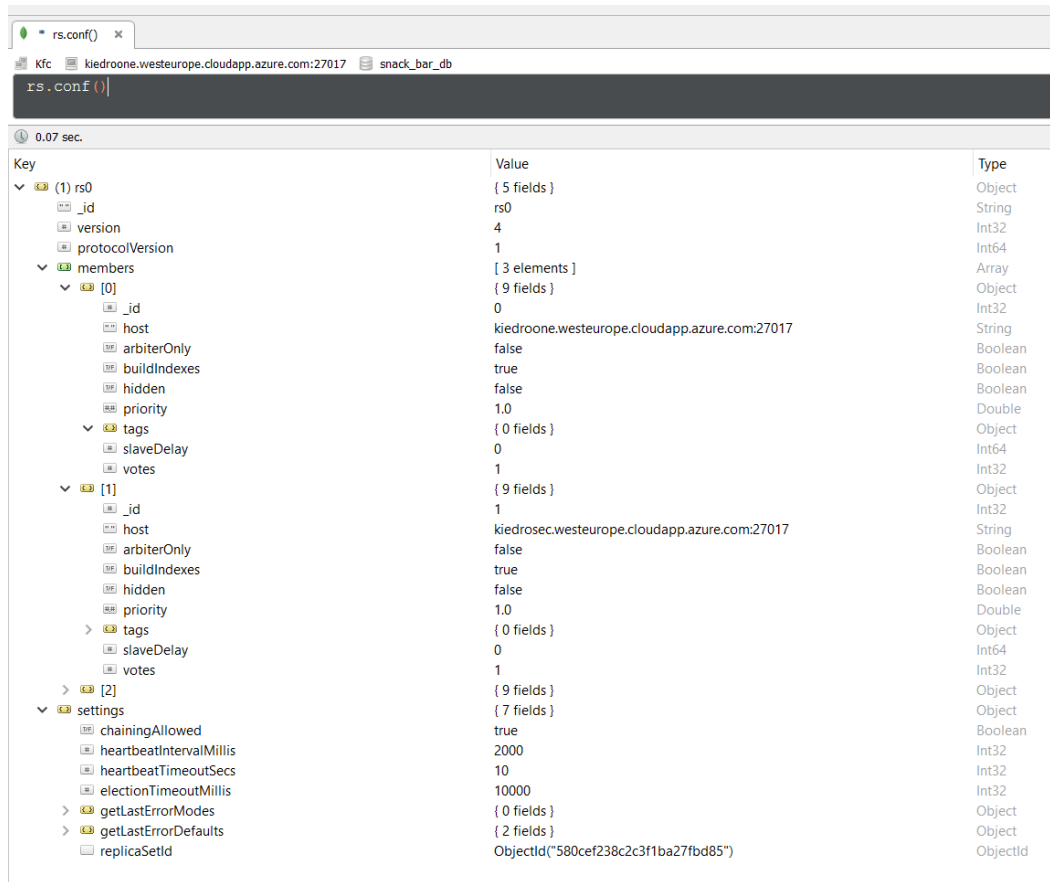 * rs.conf() ×
Kfc kiedroone.westeurope.cloudapp.azure.com:27017 snack_bar_db
rs.conf()
0.07 sec.
Key Value Type
(1) rs0 { 5 fields } Object
_id rs0 String
version 4 Int32
protocolVersion 1 Int64
members [ 3 elements ] Array
[0] { 9 fields } Object
_id 0 Int32
host kiedroone.westeurope.cloudapp.azure.com:27017 String
arbiterOnly false Boolean
buildIndexes true Boolean
hidden false Boolean
priority 1.0 Double
tags { 0 fields } Object
slaveDelay 0 Int64
votes 1 Int32
[1] { 9 fields } Object
_id 1 Int32
host kiedrosec.westeurope.cloudapp.azure.com:27017 String
arbiterOnly false Boolean
buildIndexes true Boolean
hidden false Boolean
priority 1.0 Double
tags { 0 fields } Object
slaveDelay 0 Int64
votes 1 Int32
[2] { 9 fields } Object
settings { 7 fields } Object
chainingAllowed true Boolean
heartbeatIntervalMillis 2000 Int32
heartbeatTimeoutSecs 10 Int32
electionTimeoutMillis 10000 Int32
getLastErrorModes { 0 fields } Object
getLastErrorDefaults { 2 fields } Object
replicaSetId ObjectId("580cef238c2c3f1ba27fbd85") ObjectId